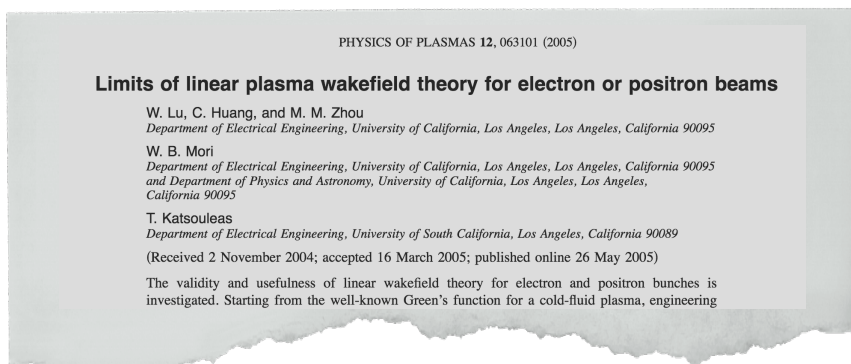 PHYSICS OF PLASMAS 12, 063101 (2005)
Limits of linear plasma wakefield theory for electron or positron beams
W. Lu, C. Huang, and M. M. Zhou
Department of Electrical Engineering, University of California, Los Angeles, Los Angeles, California 90095
W. B. Mori
Department of Electrical Engineering, University of California, Los Angeles, Los Angeles, California 90095
and Department of Physics and Astronomy, University of California, Los Angeles, Los Angeles,
California 90095
T. Katsouleas
Department of Electrical Engineering, University of South California, Los Angeles, California 90089
(Received 2 November 2004; accepted 16 March 2005; published online 26 May 2005)
The validity and usefulness of linear wakefield theory for electron and positron bunches is
investigated. Starting from the well-known Green's function for a cold-fluid plasma, engineering